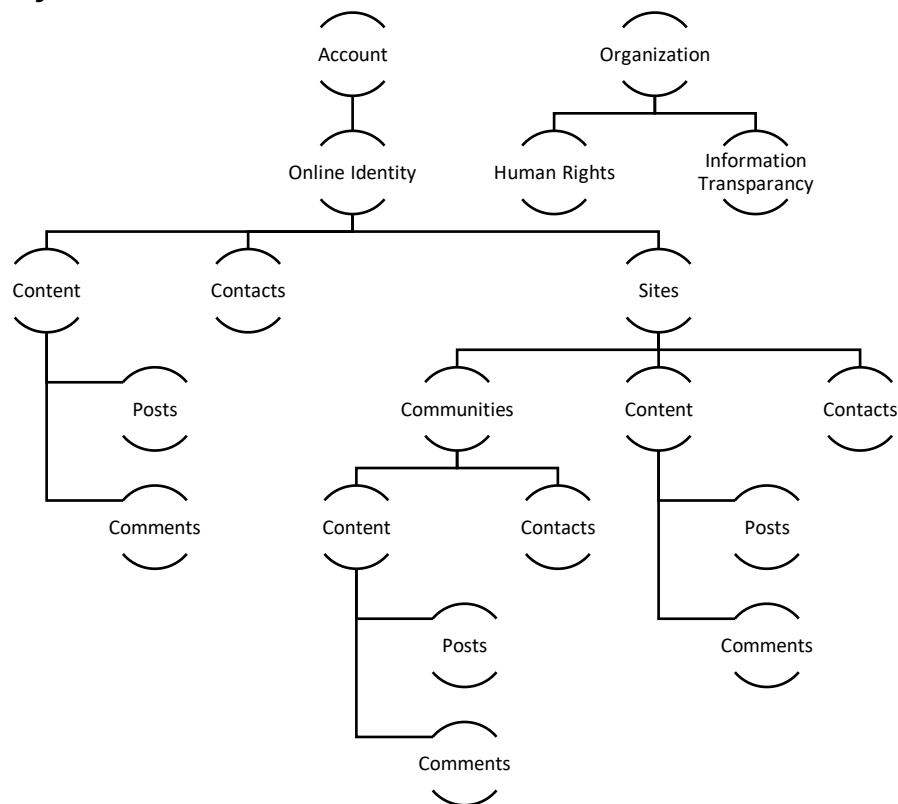 Account
Organization
Online Identity
Human Rights
Information
Transparancy
Content
Contacts
Sites
Posts
Communities
Content
Contacts
Comments
Content
Contacts
Posts
Posts
Comments
Comments